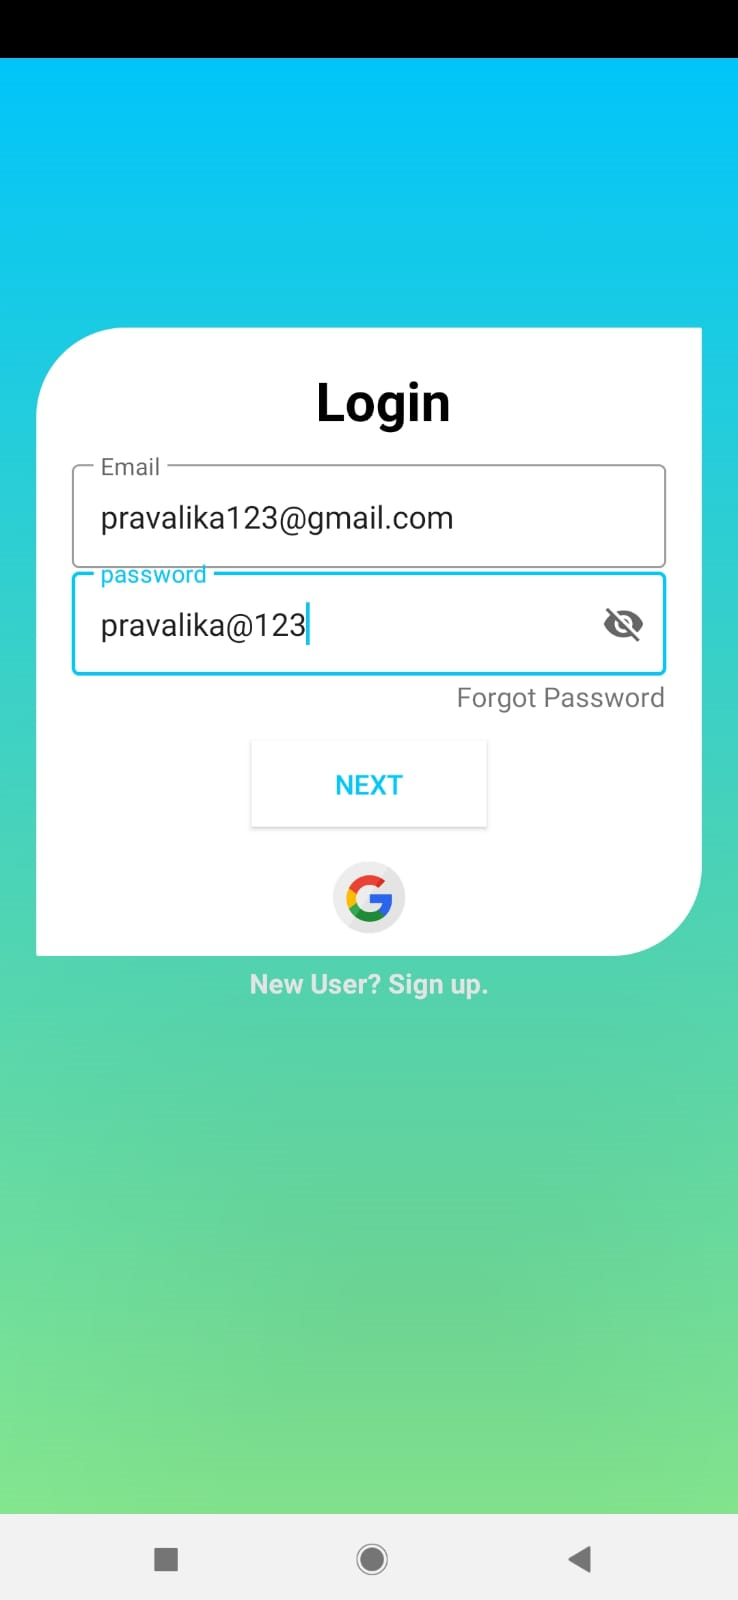 Login
Email
pravalika123@gmail.com
password
pravalika@123
Forgot Password
NEXT
New User? Sign up.